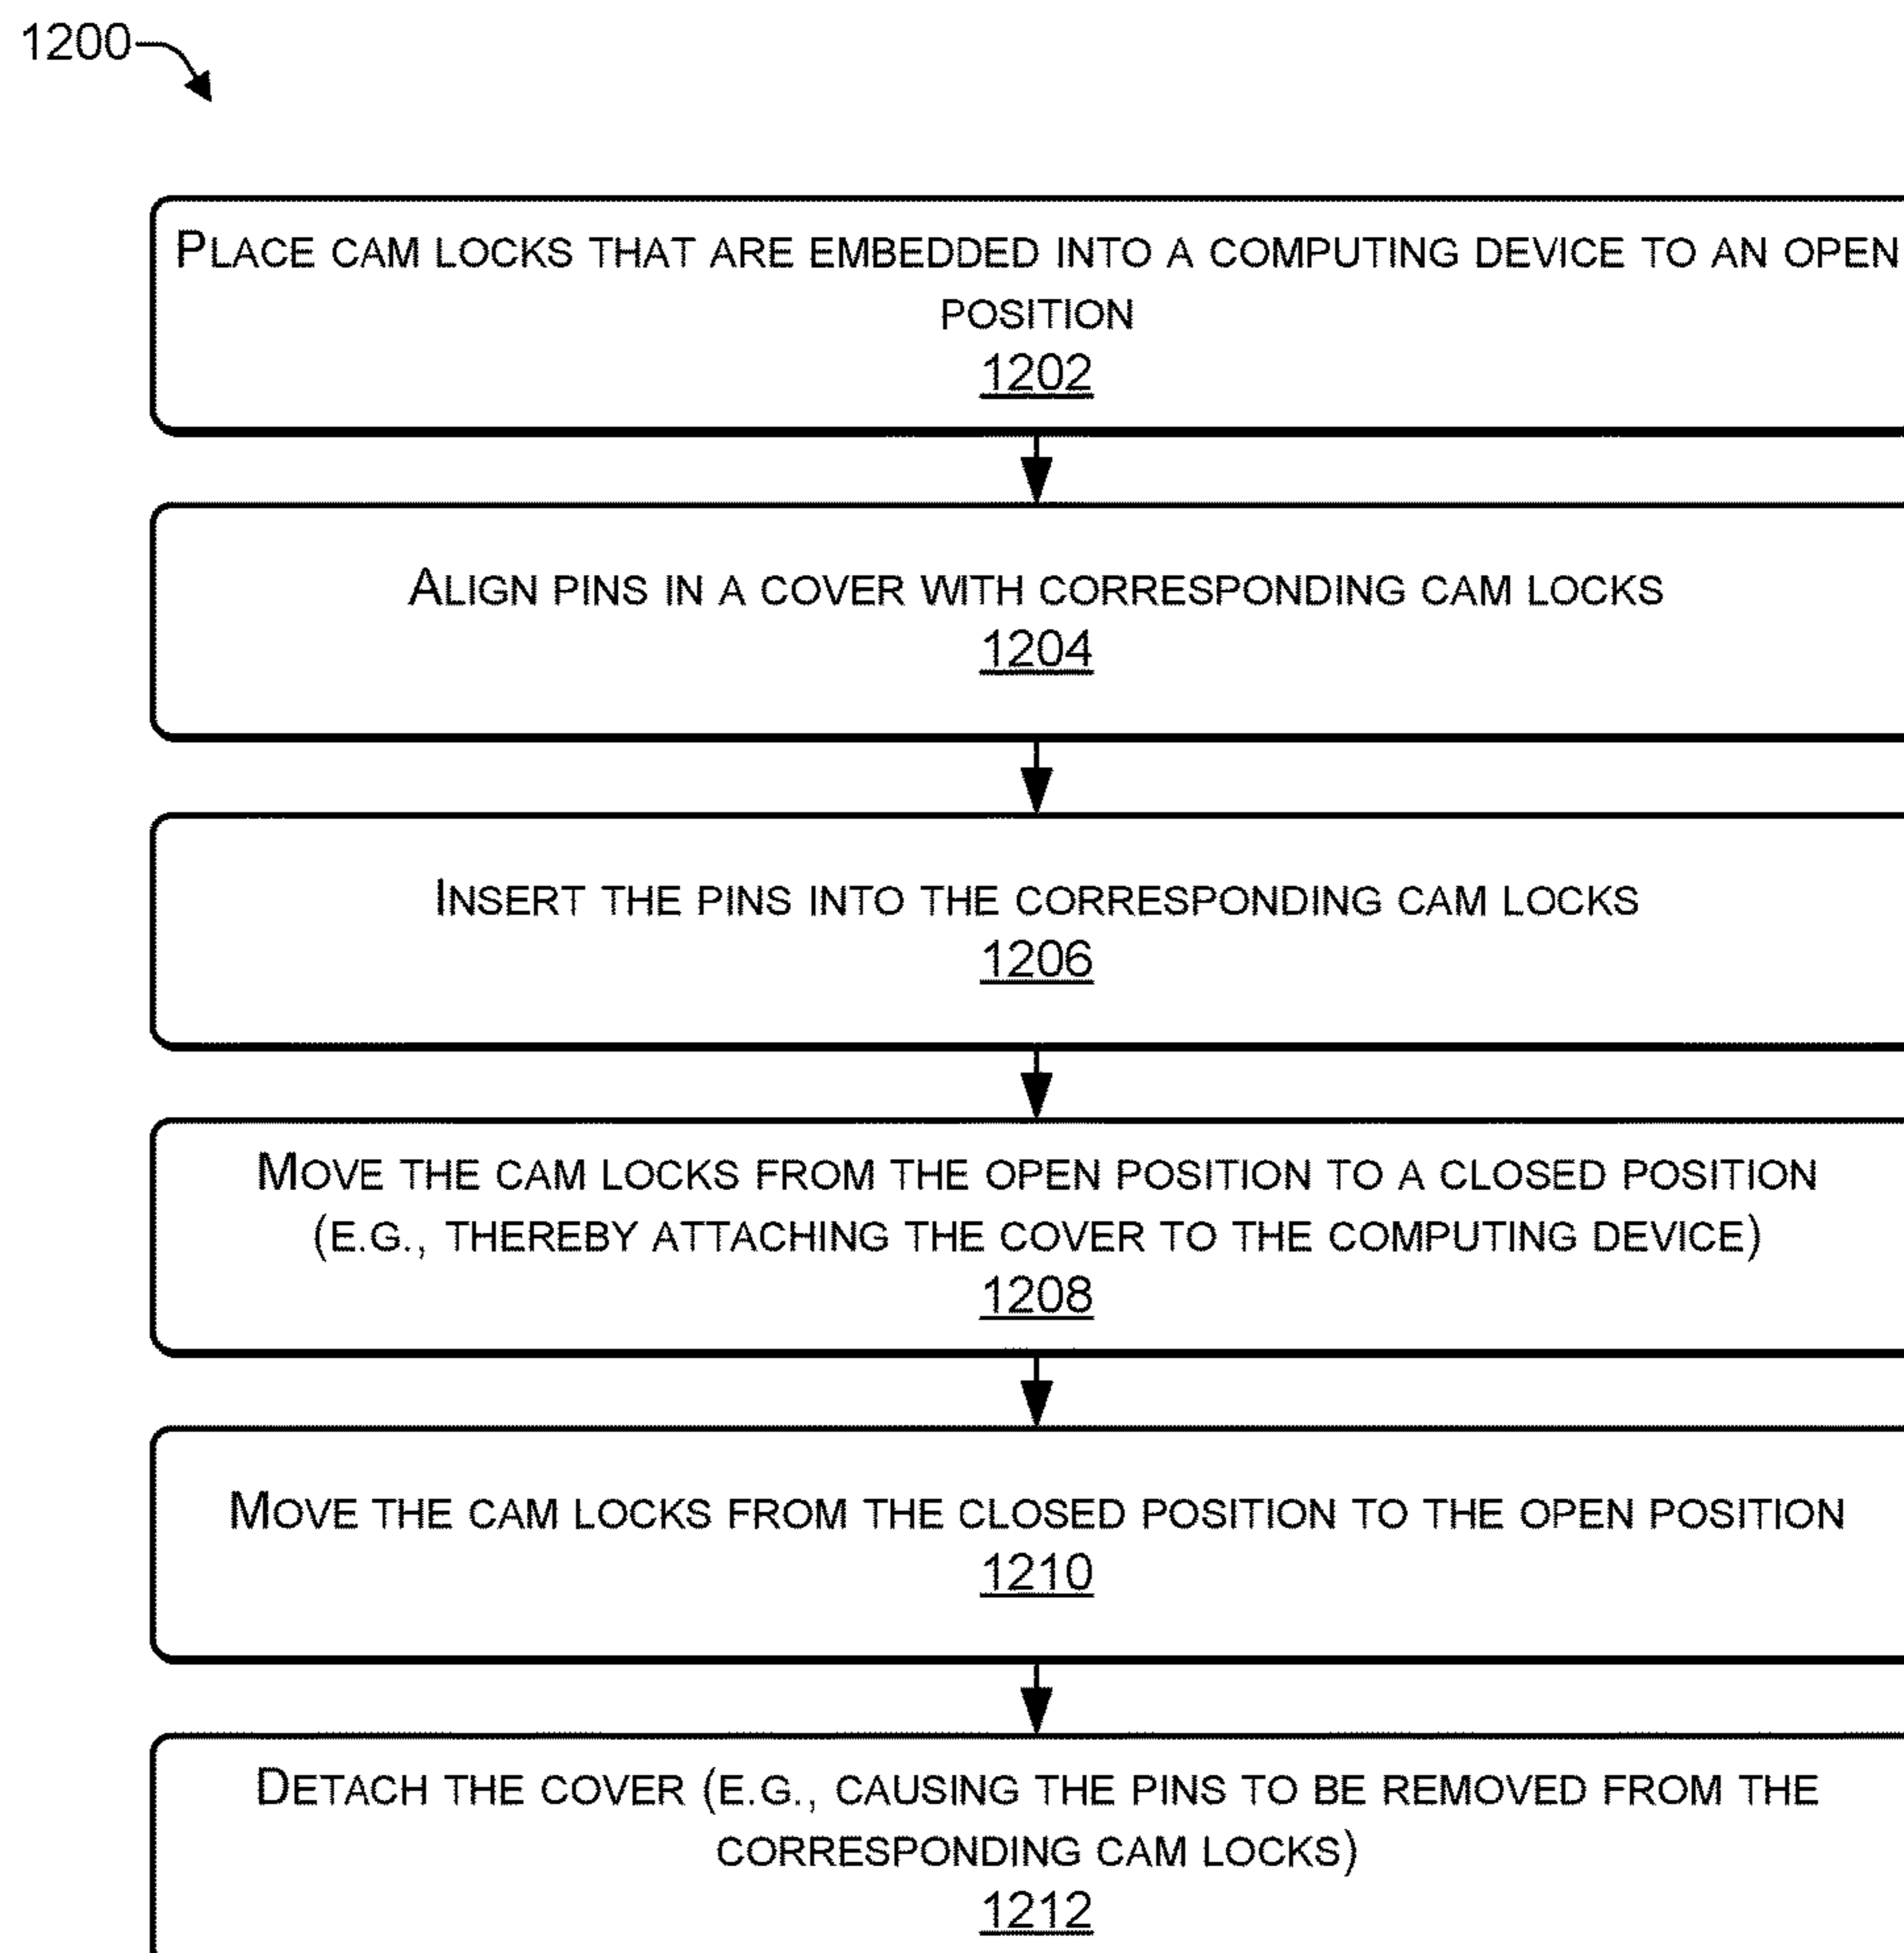 1200
PLACE CAM LOCKS THAT ARE EMBEDDED INTO A COMPUTING DEVICE TO AN OPEN
POSITION
1202
ALIGN PINS IN A COVER WITH CORRESPONDING CAM LOCKS
1204
INSERT THE PINS INTO THE CORRESPONDING CAM LOCKS
1206
MOVE THE CAM LOCKS FROM THE OPEN POSITION TO A CLOSED POSITION
(E.G., THEREBY ATTACHING THE COVER TO THE COMPUTING DEVICE)
1208
MOVE THE CAM LOCKS FROM THE CLOSED POSITION TO THE OPEN POSITION
1210
DETACH THE COVER (E.G., CAUSING THE PINS TO BE REMOVED FROM THE
CORRESPONDING CAM LOCKS)
1212